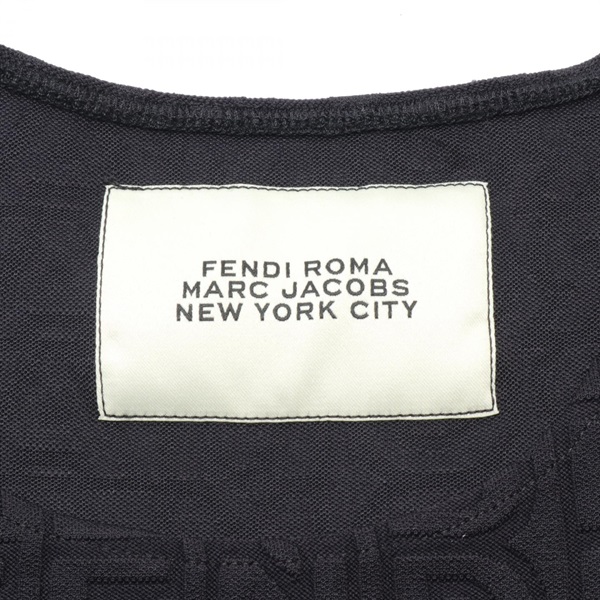 FENDI ROMA
MARC JACOBS
NEW YORK CITY